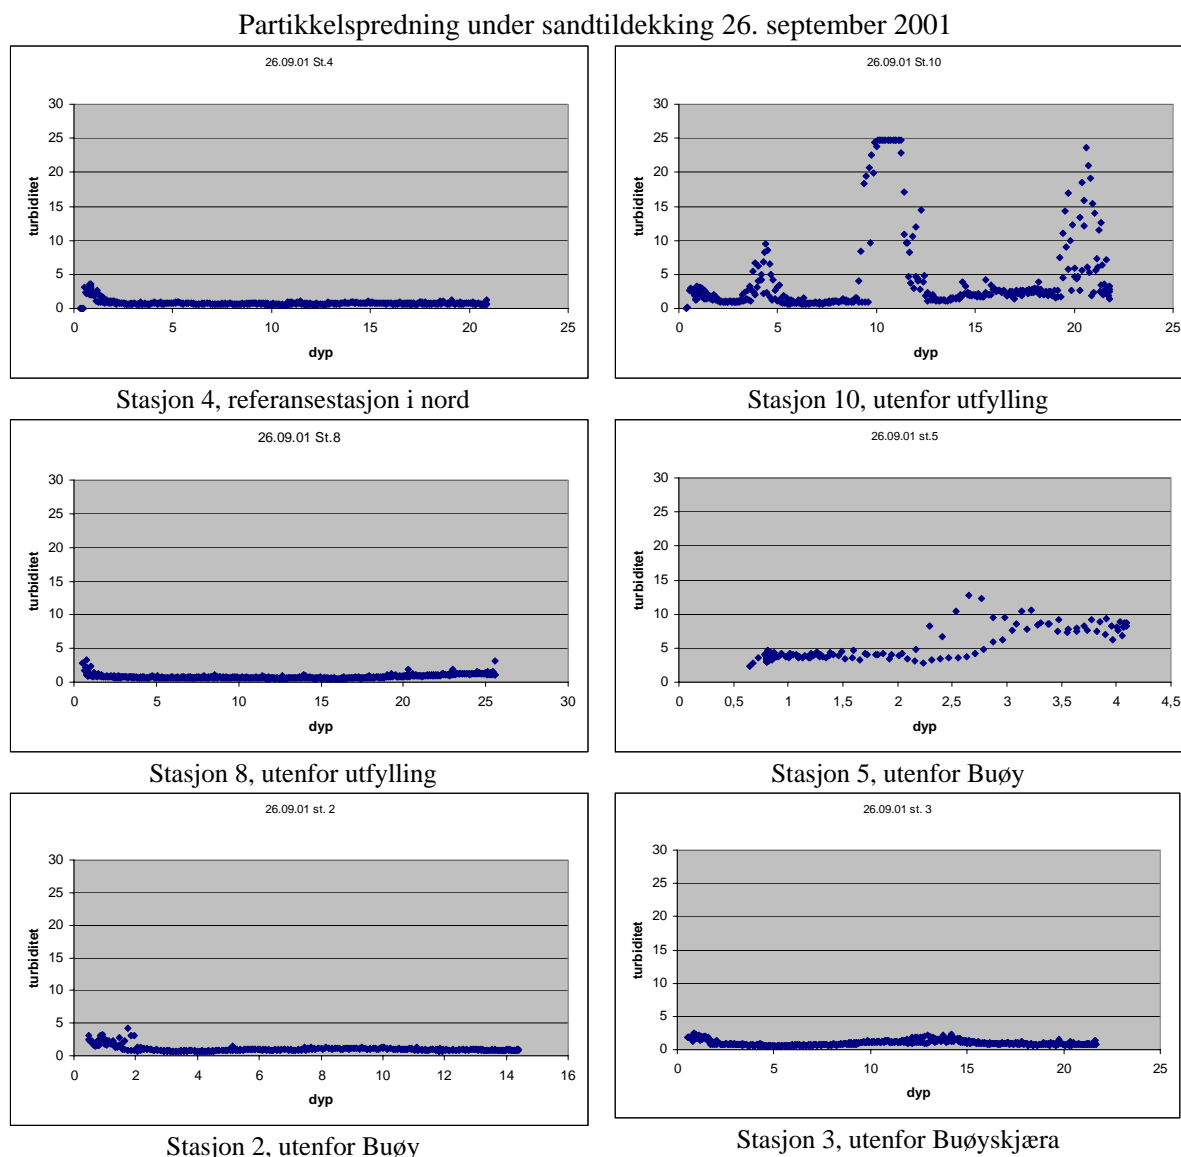 Partikkelspredning under sandtildekking 26. september 2001
26.09.01 St.4
30
25
20
15
10
5
0
turbiditet
0 5 10 15 20 25
dyp
Stasjon 4, referansestasjon i nord
26.09.01 St.10
30
25
20
15
10
5
0
turbiditet
0 5 10 15 20 25
dyp
Stasjon 10, utenfor utfylling
26.09.01 St.8
30
25
20
15
10
5
0
turbiditet
0 5 10 15 20 25 30
dyp
Stasjon 8, utenfor utfylling
26.09.01 st.5
30
25
20
15
10
5
0
turbiditet
0 0,5 1 1,5 2 2,5 3 3,5 4 4,5
dyp
Stasjon 5, utenfor Buøy
26.09.01 st. 2
30
25
20
15
10
5
0
turbiditet
0 2 4 6 8 10 12 14 16
dyp
Stasjon 2, utenfor Buøy
26.09.01 st. 3
30
25
20
15
10
5
0
turbiditet
0 5 10 15 20 25
dyp
Stasjon 3, utenfor Buøyskjæra